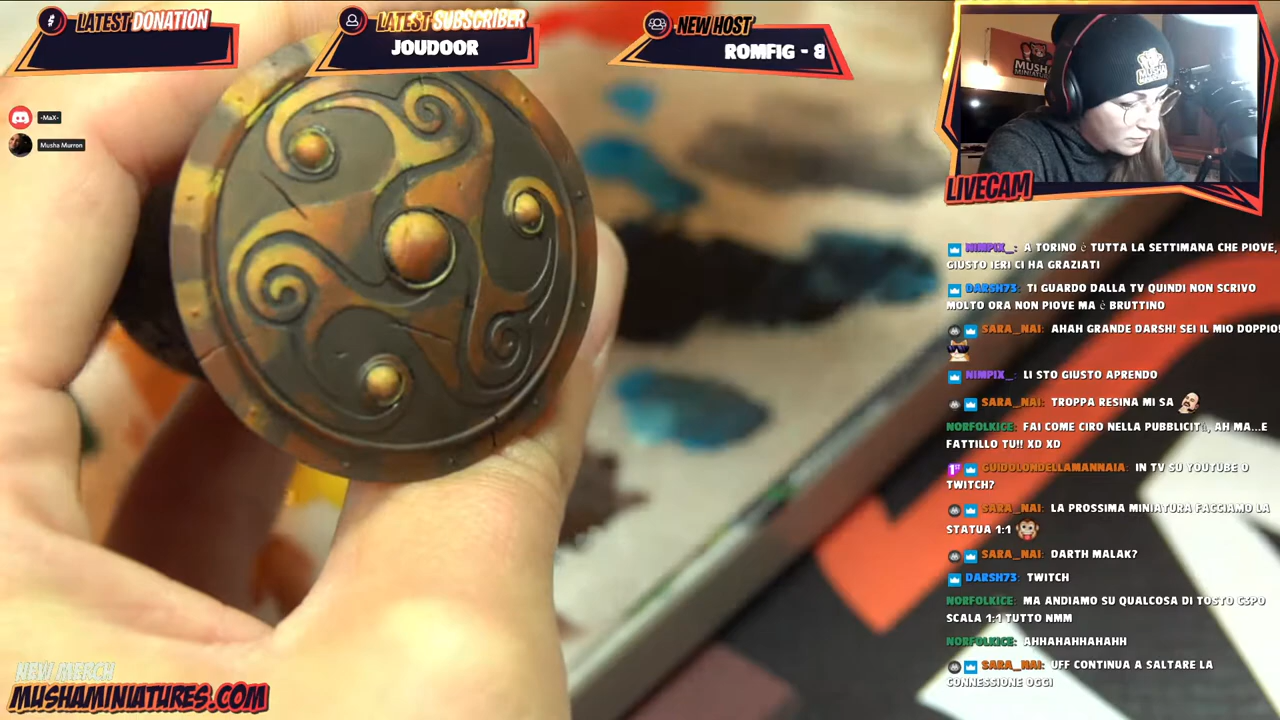 LATEST DONATION
LATEST SUBSCRIBER
JOUDOOR
NEW HOST
ROMFIG - 8
-MaX-
Musha Murron
MUSHA
LIVECAM
NIMPIX_: A TORINO È TUTTA LA SETTIMANA CHE PIOVE,
GIUSTO IERI CI HA GRAZIATI
DARSH73: TI GUARDO DALLA TV QUINDI NON SCRIVO
MOLTO ORA NON PIOVE MA È BRUTTINO
SARA_NAI: AHAH GRANDE DARSH! SEI IL MIO DOPPIO!
NIMPIX_: LI STO GIUSTO APRENDO
SARA_NAI: TROPPA RESINA MI SA
NORFOLKICE: FAI COME CIRO NELLA PUBBLICITÀ, AH MA...E
FATTILLO TU!! XD XD
GUIDOLONDELLAMANNAIA: IN TV SU YOUTUBE O
TWITCH?
SARA_NAI: LA PROSSIMA MINIATURA FACCIAMO LA
STATUA 1:1
SARA_NAI: DARTH MALAK?
DARSH73: TWITCH
NORFOLKICE: MA ANDIAMO SU QUALCOSA DI TOSTO C3PO
SCALA 1:1 TUTTO NMM
NORFOLKICE: AHHAHAHHAHAHH
SARA_NAI: UFF CONTINUA A SALTARE LA
CONNESSIONE OGGI
NEW MERCH
MUSHAMINIATURES.COM